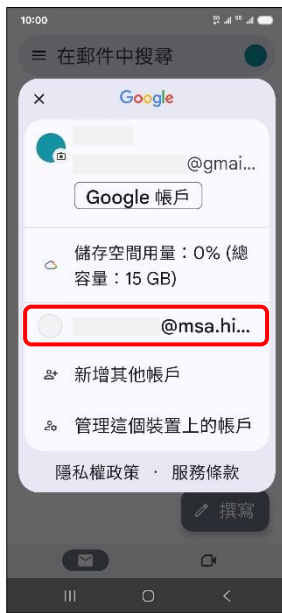 10:00
在郵件中搜尋
Google
@gmai...
Google 帳戶
儲存空間用量：0% (總
容量：15 GB)
@msa.hi...
新增其他帳戶
管理這個裝置上的帳戶
隱私權政策 · 服務條款
撰寫